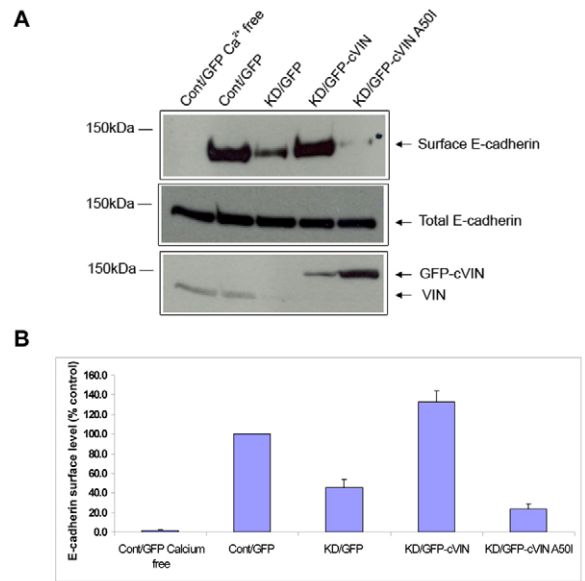 A
Cont/GFP Ca²⁺ free
Cont/GFP
KD/GFP
KD/GFP-cVIN
KD/GFP-cVIN A50I
150kDa
Surface E-cadherin
150kDa
Total E-cadherin
150kDa
GFP-cVIN
VIN
B
E-cadherin surface level (% control)
160.0
140.0
120.0
100.0
80.0
60.0
40.0
20.0
0.0
Cont/GFP Calcium
free
Cont/GFP
KD/GFP
KD/GFP-cVIN
KD/GFP-cVIN A50I